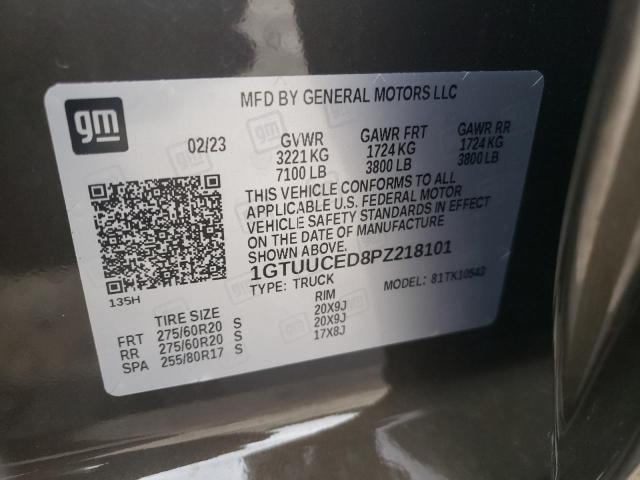 gm
MFD BY GENERAL MOTORS LLC
02/23 GVWR GAWR FRT GAWR RR
3221 KG 1724 KG 1724 KG
7100 LB 3800 LB 3800 LB
THIS VEHICLE CONFORMS TO ALL
APPLICABLE U.S. FEDERAL MOTOR
VEHICLE SAFETY STANDARDS IN
EFFECT ON THE DATE OF MANUFACTURE
SHOWN ABOVE.
1GTUUCED8PZ218101
TYPE: TRUCK MODEL: 81TK10543
135H
TIRE SIZE RIM
FRT 275/60R20 S 20X9J
RR 275/60R20 S 20X9J
SPA 255/80R17 S 17X8J